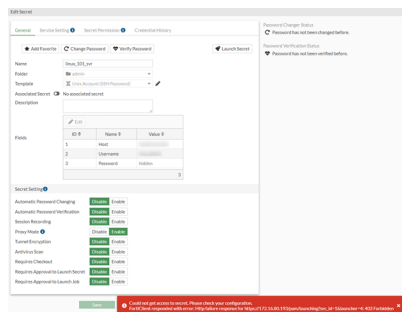 Edit Secret
General Service Setting Secret Permission Credential History
Add Favorite Change Password Verify Password Launch Secret
Name linux_101_svr
Folder admin
Template Unix Account (SSH Password)
Associated Secret No associated secret
Description
Edit
Fields
ID Name Value
1 Host
2 Username
3 Password hidden
3
Secret Setting
Automatic Password Changing Disable Enable
Automatic Password Verification Disable Enable
Session Recording Disable Enable
Proxy Mode Disable Enable
Tunnel Encryption Disable Enable
Antivirus Scan Disable Enable
Requires Checkout Disable Enable
Requires Approval to Launch Secret Disable Enable
Requires Approval to Launch Job Disable Enable
Save
Password Changer Status
Password has not been changed before.
Password Verification Status
Password has not been verified before.
Could not get access to secret. Please check your configuration.
FortiClient responded with error: Http failure response for 403 Forbidden.